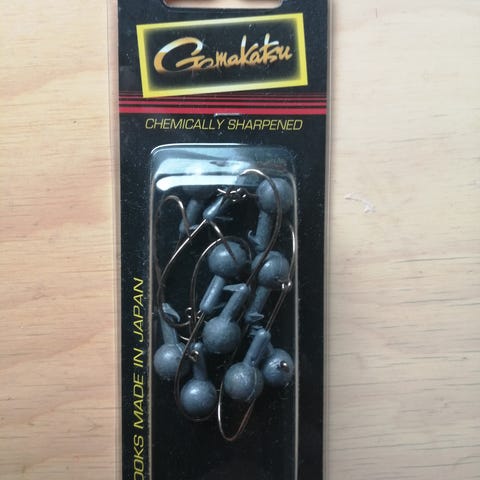 Gamakatsu
CHEMICALLY SHARPENED
OOKS MADE IN JAPAN